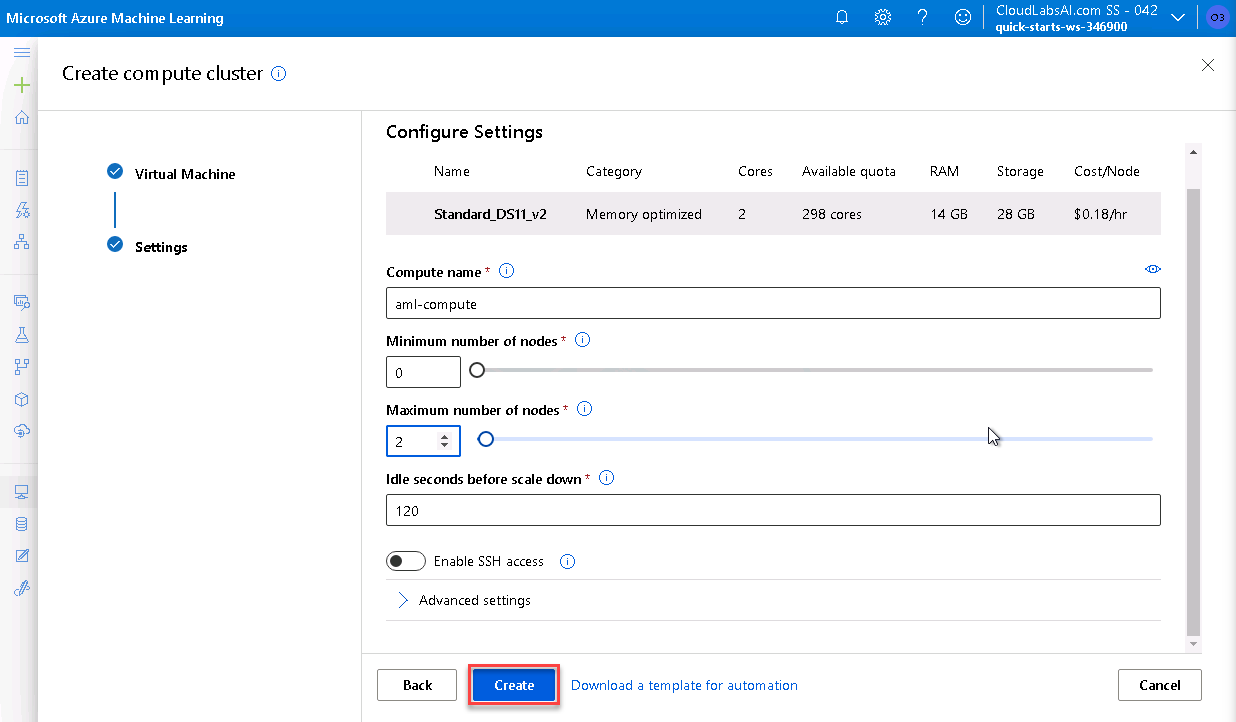 Microsoft Azure Machine Learning
CloudLabsAI.com SS - 042
quick-starts-ws-346900
O3
Create compute cluster
Virtual Machine
Settings
Configure Settings
Name Category Cores Available quota RAM Storage Cost/Node
Standard_DS11_v2 Memory optimized 2 298 cores 14 GB 28 GB $0.18/hr
Compute name *
aml-compute
Minimum number of nodes *
0
Maximum number of nodes *
2
Idle seconds before scale down *
120
Enable SSH access
Advanced settings
Back Create Download a template for automation Cancel